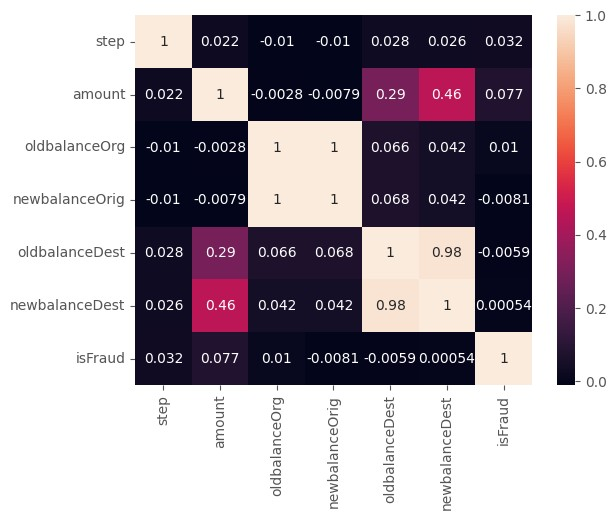 step 1 0.022 -0.01 -0.01 0.028 0.026 0.032
amount 0.022 1 -0.0028 -0.0079 0.29 0.46 0.077
oldbalanceOrg -0.01 -0.0028 1 1 0.066 0.042 0.01
newbalanceOrig -0.01 -0.0079 1 1 0.068 0.042 -0.0081
oldbalanceDest 0.028 0.29 0.066 0.068 1 0.98 -0.0059
newbalanceDest 0.026 0.46 0.042 0.042 0.98 1 0.00054
isFraud 0.032 0.077 0.01 -0.0081 -0.0059 0.00054 1
step
amount
oldbalanceOrg
newbalanceOrig
oldbalanceDest
newbalanceDest
isFraud
1.0
0.8
0.6
0.4
0.2
0.0